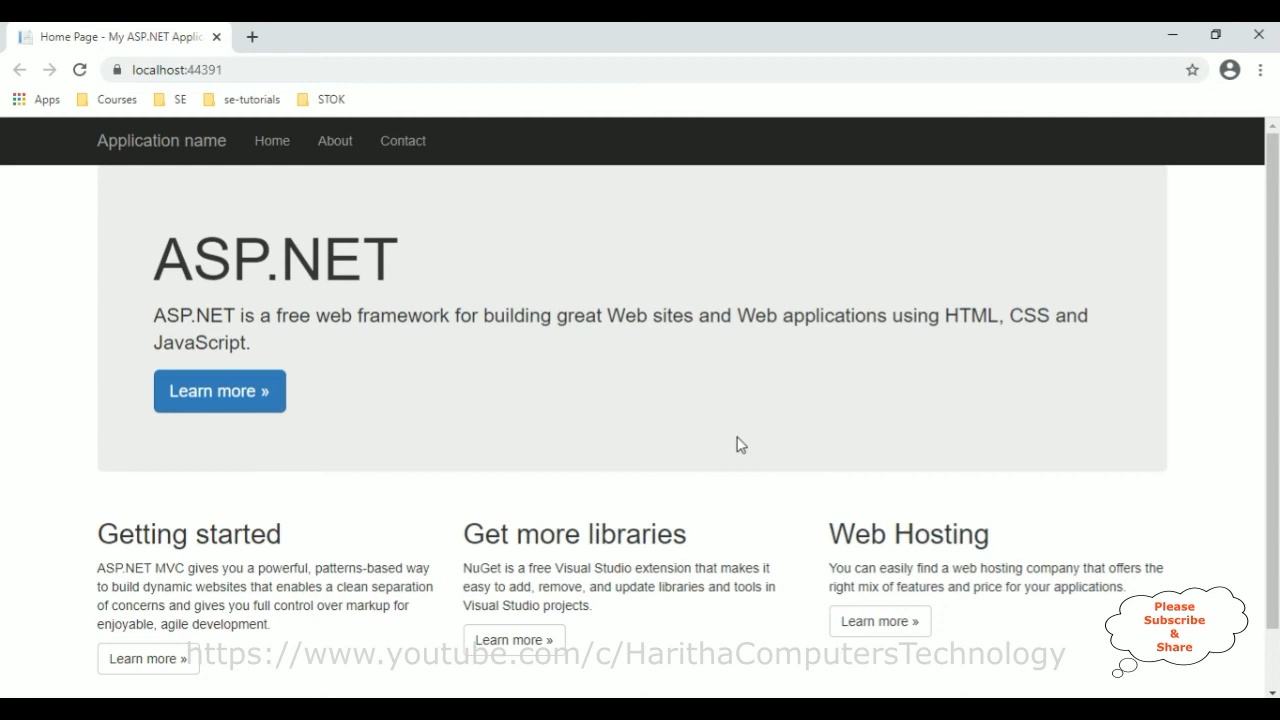 Home Page - My ASP.NET Applic
localhost:44391
Apps Courses SE se-tutorials STOK
Application name Home About Contact
ASP.NET
ASP.NET is a free web framework for building great Web sites and Web applications using HTML, CSS and
JavaScript.
Learn more »
Getting started
ASP.NET MVC gives you a powerful, patterns-based way
to build dynamic websites that enables a clean separation
of concerns and gives you full control over markup for
enjoyable, agile development.
Learn more »
Get more libraries
NuGet is a free Visual Studio extension that makes it
easy to add, remove, and update libraries and tools in
Visual Studio projects.
Learn more »
Web Hosting
You can easily find a web hosting company that offers the
right mix of features and price for your applications.
Learn more »
Please
Subscribe
&
Share
https://www.youtube.com/c/HarithaComputersTechnology